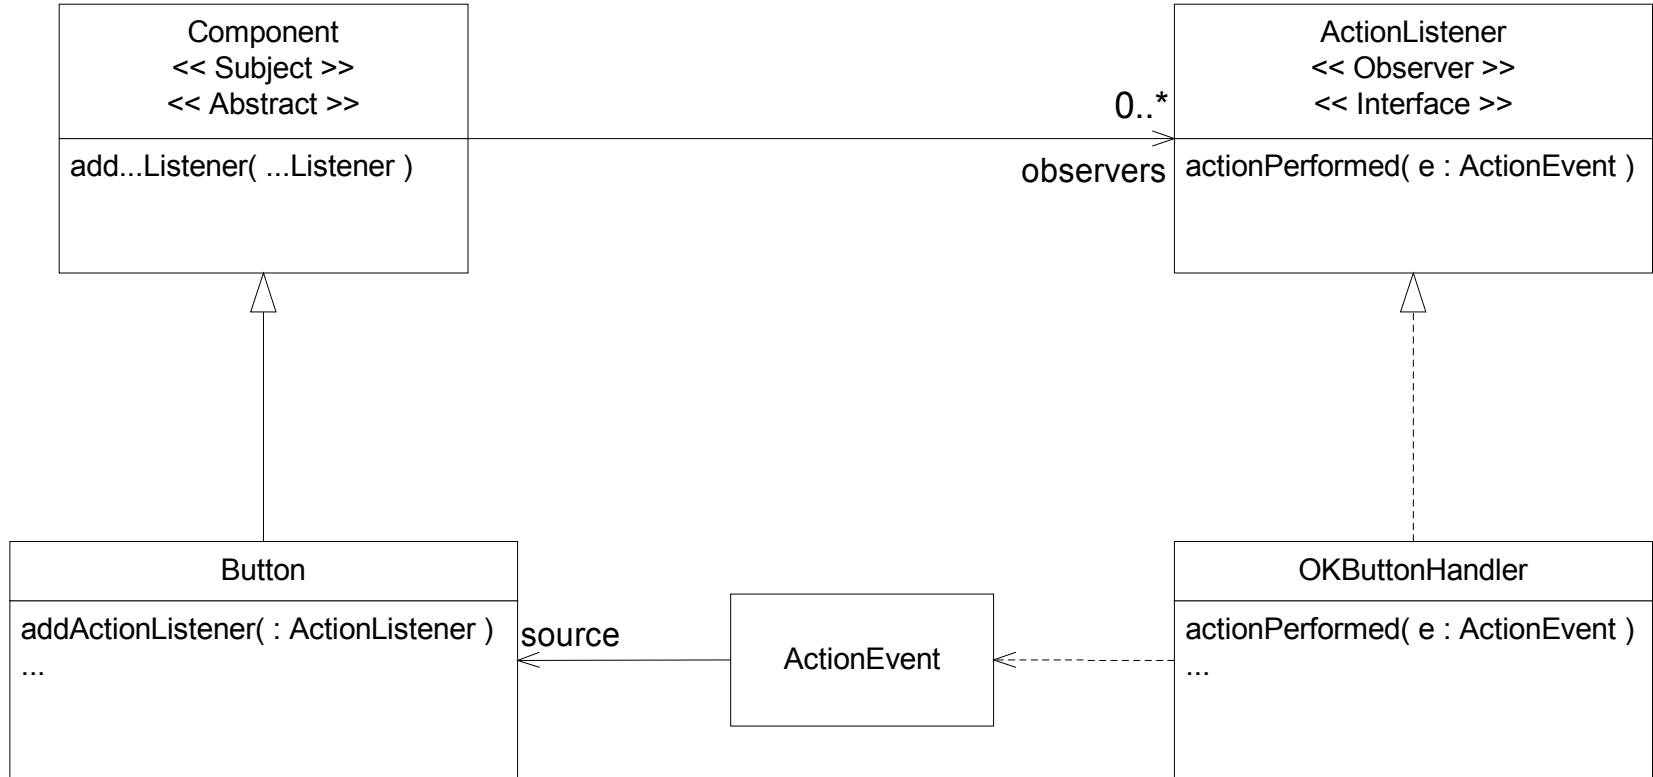 Component
<< Subject >>
<< Abstract >>
add...Listener( ...Listener )
0..*
observers
ActionListener
<< Observer >>
<< Interface >>
actionPerformed( e : ActionEvent )
Button
addActionListener( : ActionListener )
...
source
ActionEvent
OKButtonHandler
actionPerformed( e : ActionEvent )
...